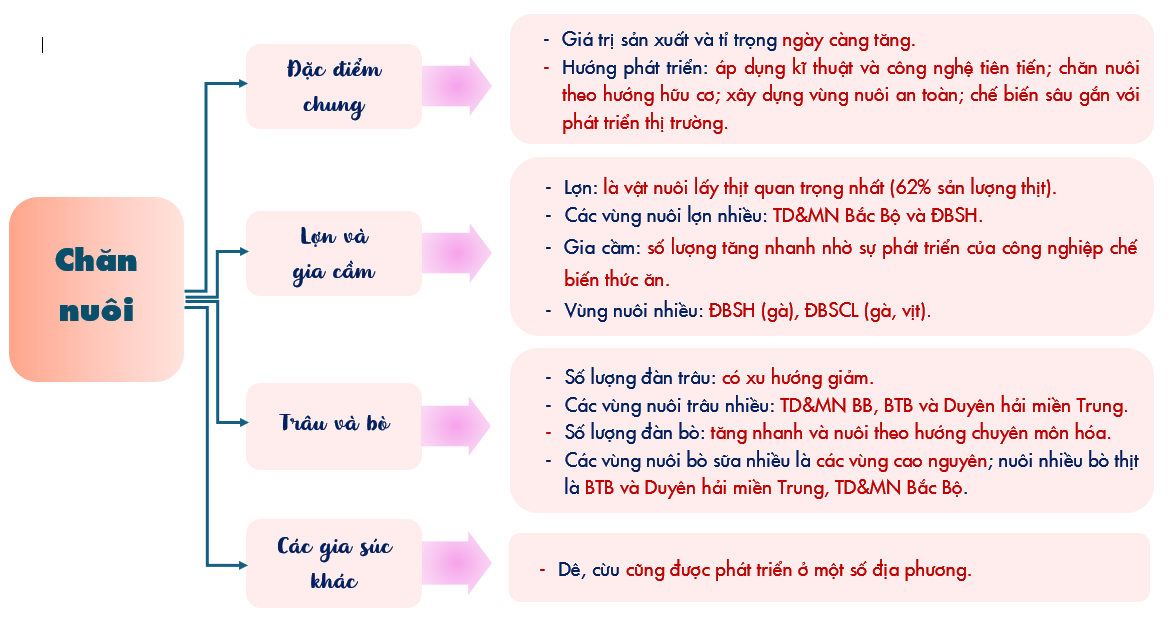 Chăn
nuôi
Đặc điểm
chung
- Giá trị sản xuất và tỉ trọng ngày càng tăng.
- Hướng phát triển: áp dụng kĩ thuật và công nghệ tiên tiến; chăn nuôi
theo hướng hữu cơ; xây dựng vùng nuôi an toàn; chế biến sâu gắn với
phát triển thị trường.
Lợn và
gia cầm
- Lợn: là vật nuôi lấy thịt quan trọng nhất (62% sản lượng thịt).
- Các vùng nuôi lợn nhiều: TD&MN Bắc Bộ và ĐBSH.
- Gia cầm: số lượng tăng nhanh nhờ sự phát triển của công nghiệp chế
biến thức ăn.
- Vùng nuôi nhiều: ĐBSH (gà), ĐBSCL (gà, vịt).
Trâu và bò
- Số lượng đàn trâu: có xu hướng giảm.
- Các vùng nuôi trâu nhiều: TD&MN BB, BTB và Duyên hải miền Trung.
- Số lượng đàn bò: tăng nhanh và nuôi theo hướng chuyên môn hóa.
- Các vùng nuôi bò sữa nhiều là các vùng cao nguyên; nuôi nhiều bò thịt
là BTB và Duyên hải miền Trung, TD&MN Bắc Bộ.
Các gia súc
khác
- Dê, cừu cũng được phát triển ở một số địa phương.